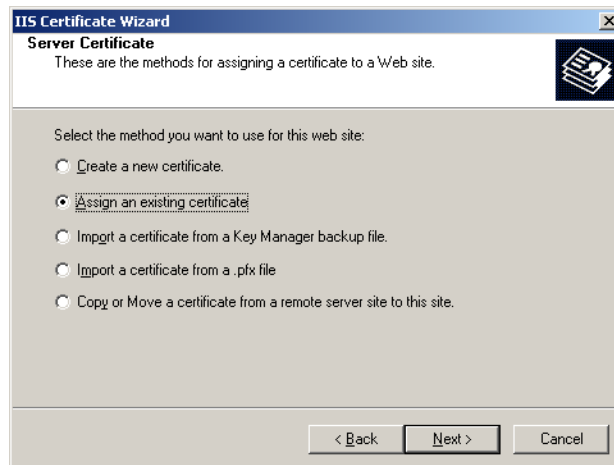 IIS Certificate Wizard
Server Certificate
These are the methods for assigning a certificate to a Web site.
Select the method you want to use for this web site:
Create a new certificate.
Assign an existing certificate
Import a certificate from a Key Manager backup file.
Import a certificate from a .pfx file
Copy or Move a certificate from a remote server site to this site.
< Back Next > Cancel